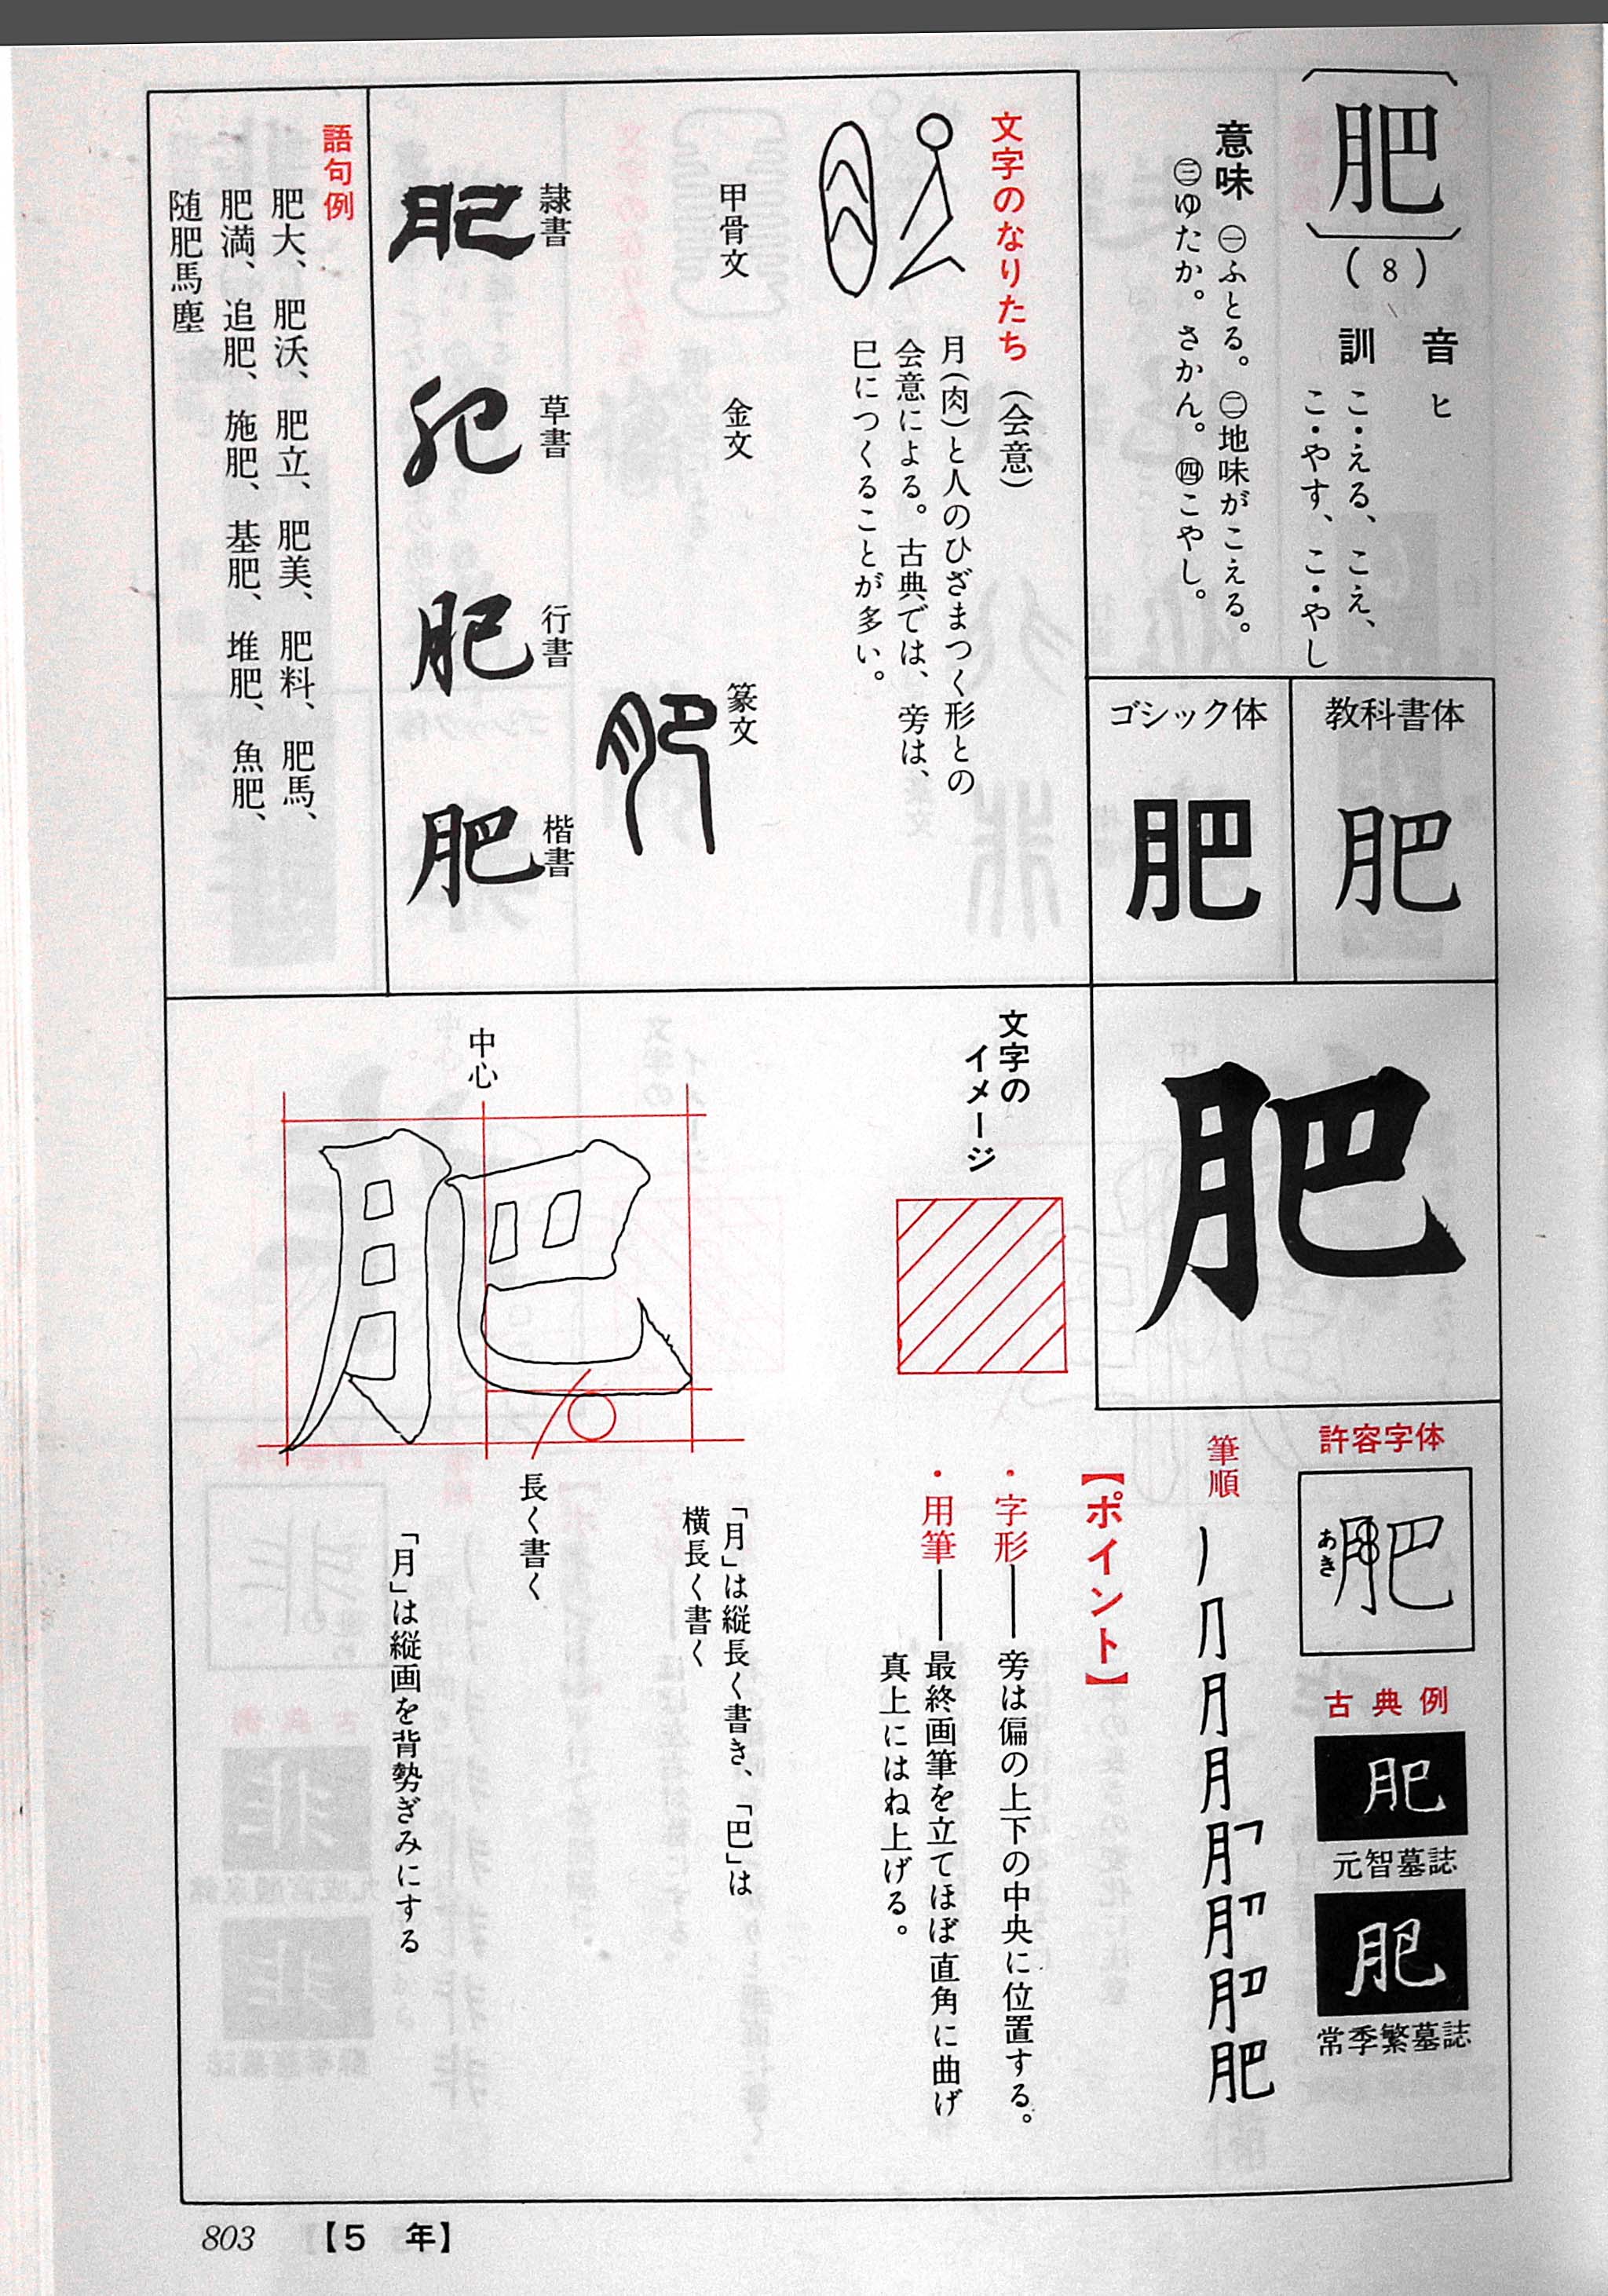 肥
(8)
音 ヒ
訓 こ・える、こえ、
こ・やす、こ・やし
意味 ㊀ふとる。㊁地味がこえる。
㊂ゆたか。さかん。㊃こやし。
教科書体
肥
ゴシック体
肥
文字のなりたち (会意)
月(肉)と人のひざまつく形との
会意による。古典では、旁は、
巳につくることが多い。
甲骨文
金文
篆文
肥
隷書
肥
草書
肥
行書
肥
楷書
肥
語句例
肥大、肥沃、肥立、肥美、肥料、肥馬、
肥満、追肥、施肥、基肥、堆肥、魚肥、
随肥馬塵
肥
許容字体
肥
あき
古典例
肥
元智墓誌
肥
常季繁墓誌
筆順
肥
【ポイント】
・字形──旁は偏の上下の中央に位置する。
・用筆──最終画筆を立てほぼ直角に曲げ
真上にはね上げる。
文字の
イメージ
中心
肥
「月」は縦長く書き、「巴」は
横長く書く
長く書く
「月」は縦画を背勢ぎみにする
803 【5 年】